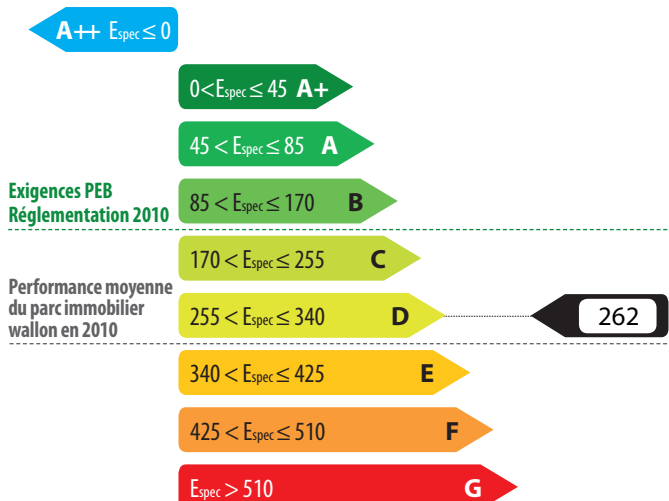 A++ Espec ≤ 0
0<Espec ≤ 45 A+
45 < Espec ≤ 85 A
Exigences PEB
Réglementation 2010
85 < Espec ≤ 170 B
170 < Espec ≤ 255 C
Performance moyenne
du parc immobilier
wallon en 2010
255 < Espec ≤ 340 D
262
340 < Espec ≤ 425 E
425 < Espec ≤ 510 F
Espec > 510 G